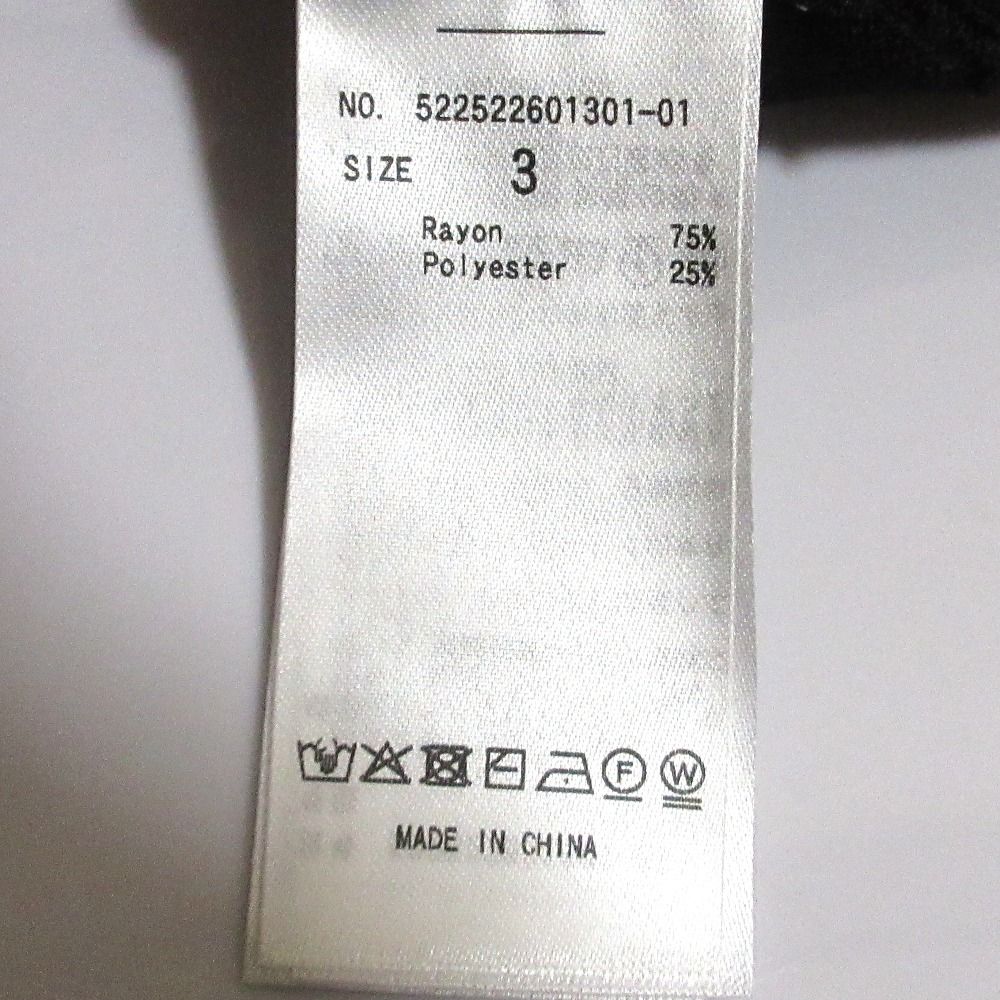 NO. 522522601301-01
SIZE 3
Rayon 75%
Polyester 25%
F W
MADE IN CHINA